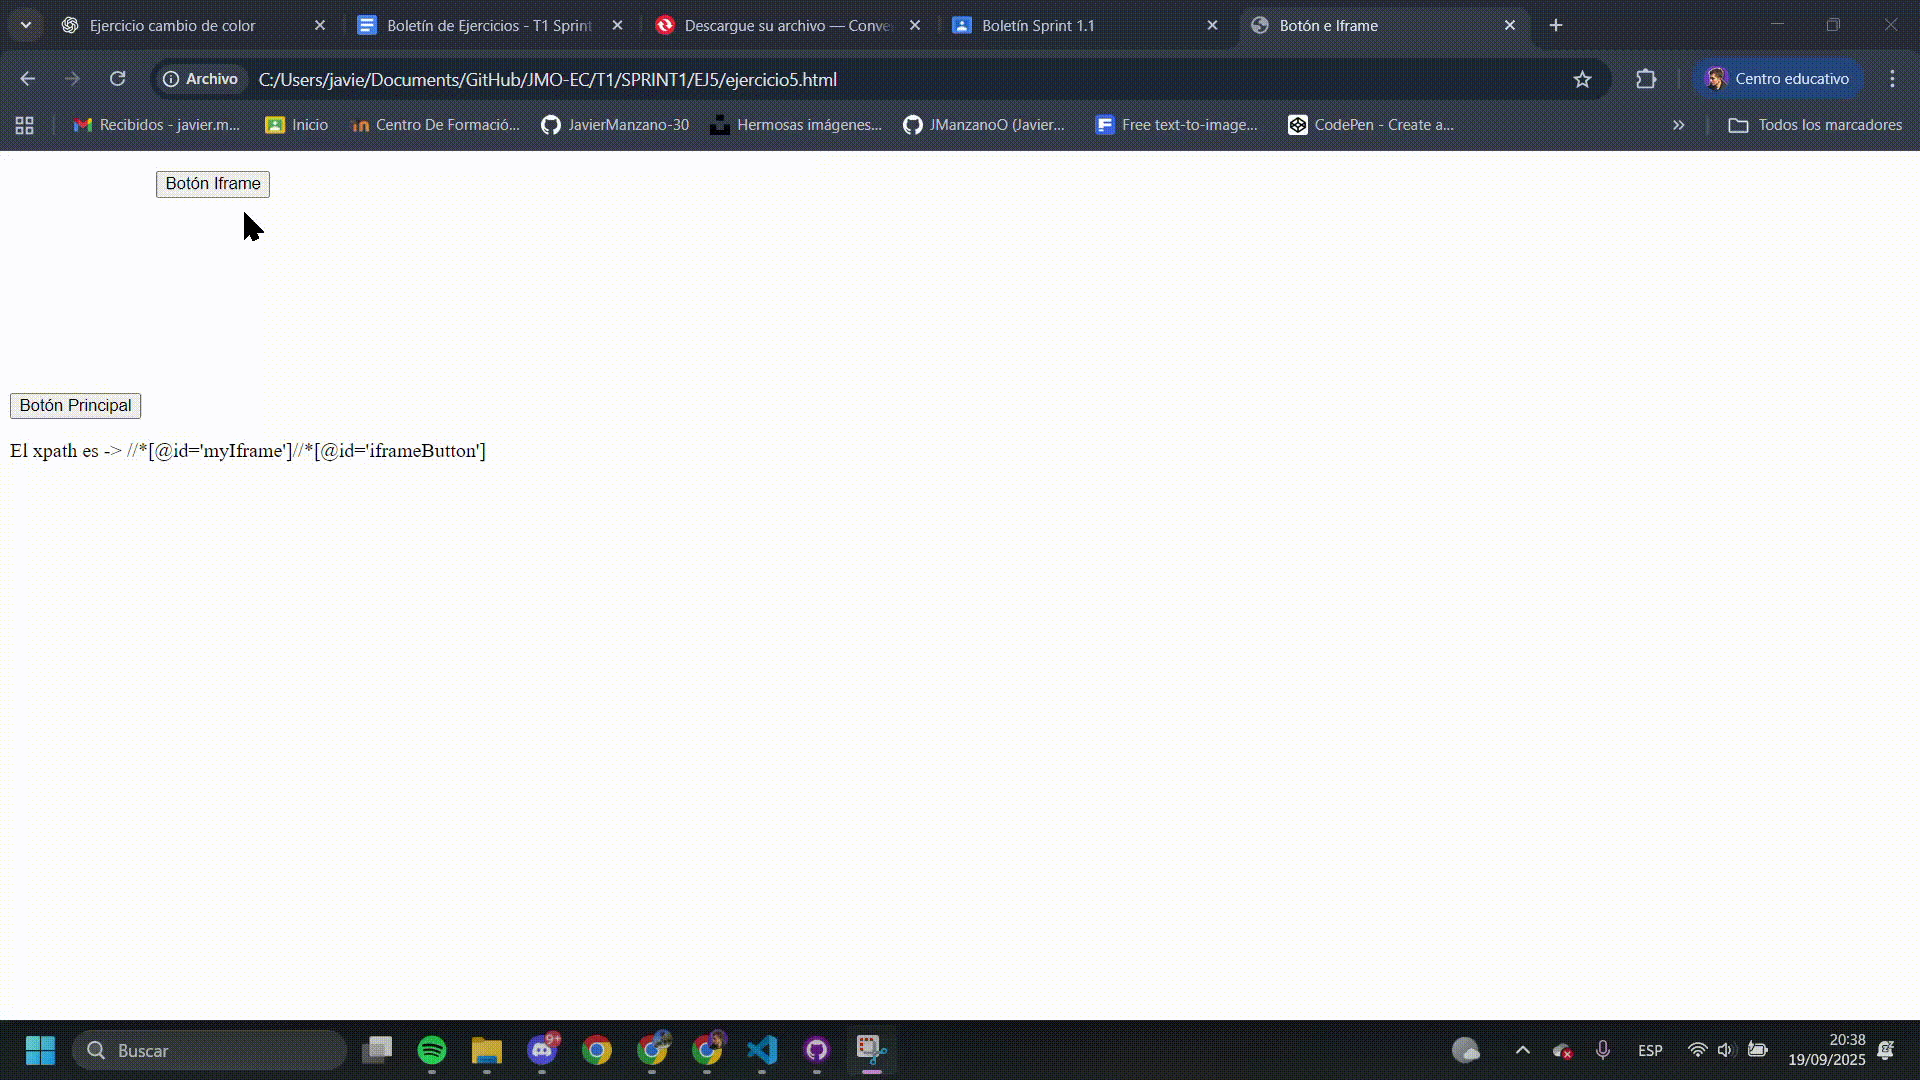 Ejercicio cambio de color
Boletín de Ejercicios - T1 Sprint
Descargue su archivo — Conve
Boletín Sprint 1.1
Botón e Iframe
Archivo
C:/Users/javie/Documents/GitHub/JMO-EC/T1/SPRINT1/EJ5/ejercicio5.html
Centro educativo
Recibidos - javier.m...
Inicio
Centro De Formació...
JavierManzano-30
Hermosas imágenes...
JManzanoO (Javier...
Free text-to-image...
CodePen - Create a...
Todos los marcadores
Botón Iframe
Botón Principal
El xpath es -> //*[@id='myIframe']//*[@id='iframeButton']
Buscar
9+
ESP
20:38
19/09/2025